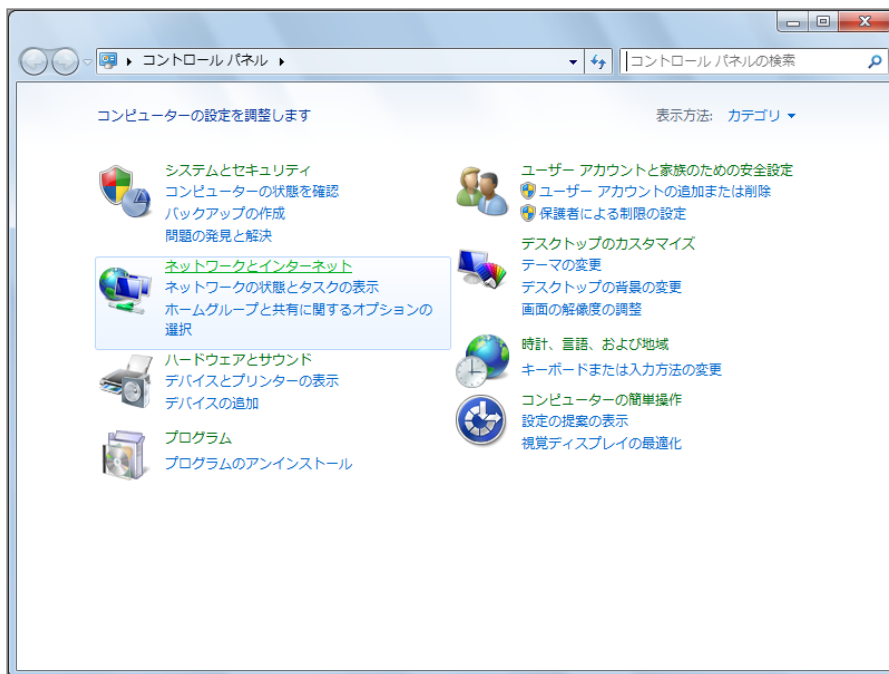 コントロール パネル
コントロール パネルの検索
コンピューターの設定を調整します
表示方法: カテゴリ
システムとセキュリティ
コンピューターの状態を確認
バックアップの作成
問題の発見と解決
ネットワークとインターネット
ネットワークの状態とタスクの表示
ホームグループと共有に関するオプションの
選択
ハードウェアとサウンド
デバイスとプリンターの表示
デバイスの追加
プログラム
プログラムのアンインストール
ユーザー アカウントと家族のための安全設定
ユーザー アカウントの追加または削除
保護者による制限の設定
デスクトップのカスタマイズ
テーマの変更
デスクトップの背景の変更
画面の解像度の調整
時計、言語、および地域
キーボードまたは入力方法の変更
コンピューターの簡単操作
設定の提案の表示
視覚ディスプレイの最適化